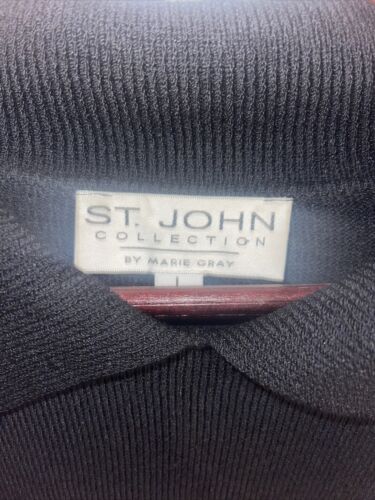 ST. JOHN
COLLECTION
BY MARIE GRAY